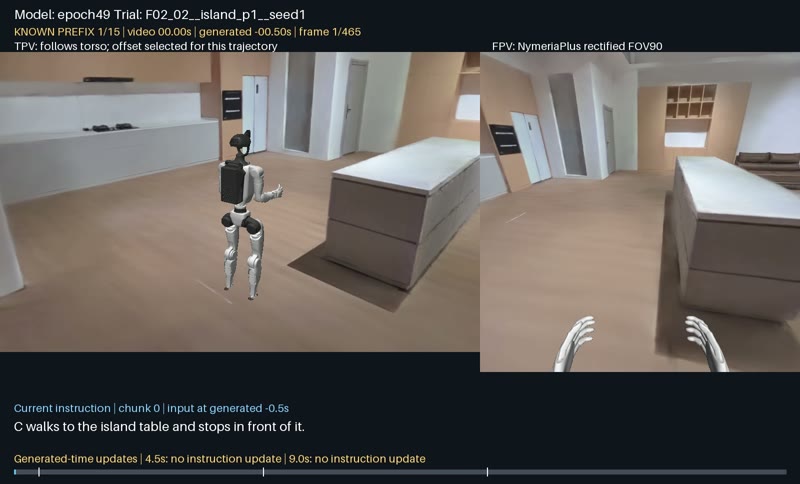 Model: epoch49 Trial: F02_02__island_p1__seed1
KNOWN PREFIX 1/15 | video 00.00s | generated -00.50s | frame 1/465
TPV: follows torso; offset selected for this trajectory
FPV: NymeriaPlus rectified FOV90
Current instruction | chunk 0 | input at generated -0.5s
C walks to the island table and stops in front of it.
Generated-time updates | 4.5s: no instruction update | 9.0s: no instruction update